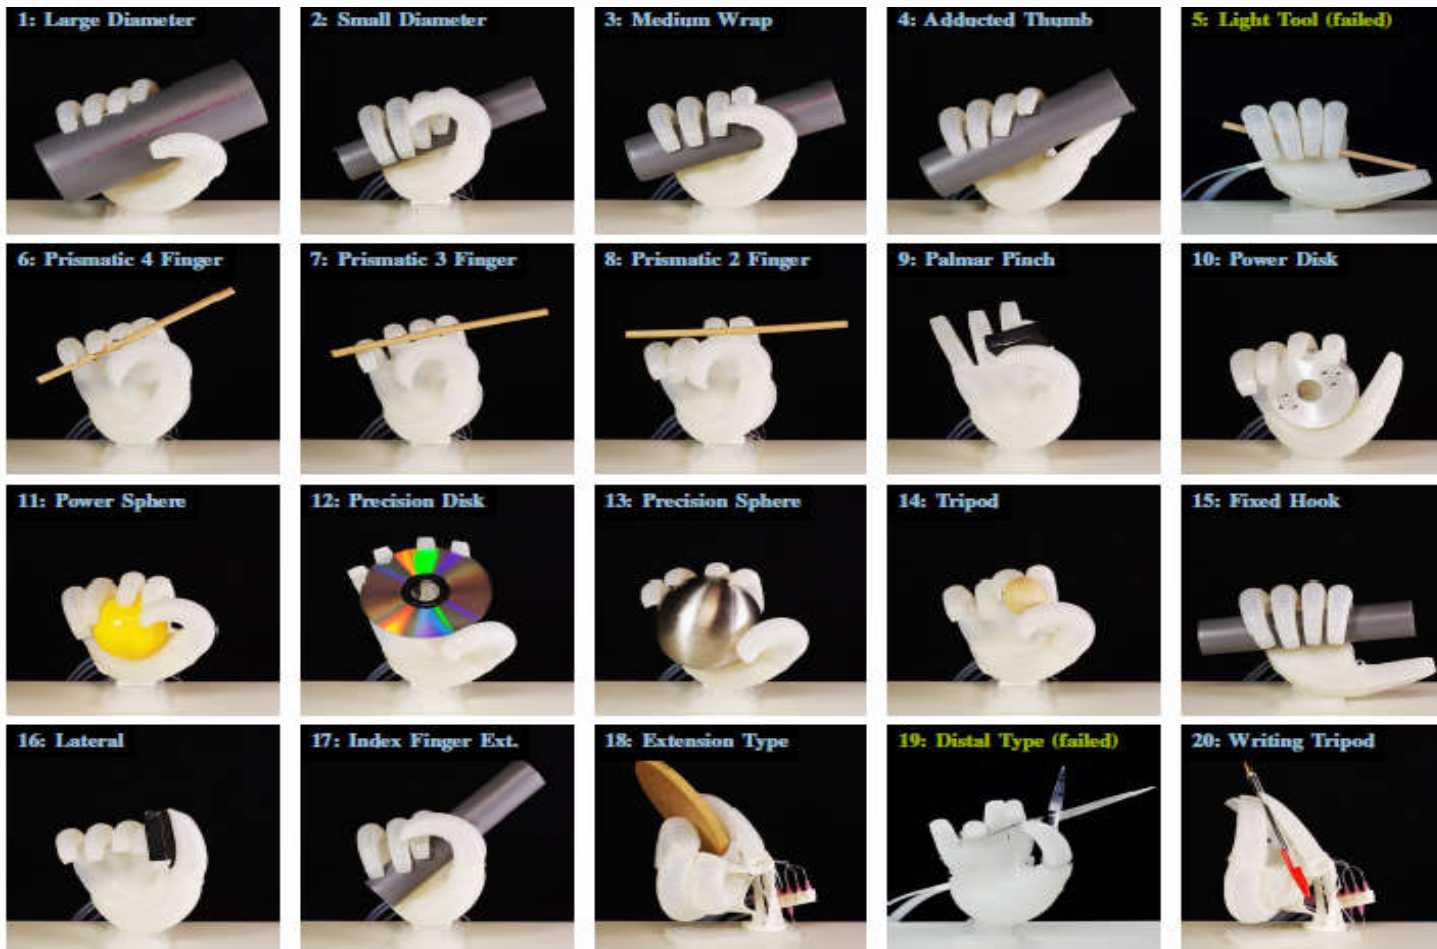 1: Large Diameter
2: Small Diameter
3: Medium Wrap
4: Adducted Thumb
5: Light Tool (failed)
6: Prismatic 4 Finger
7: Prismatic 3 Finger
8: Prismatic 2 Finger
9: Palmar Pinch
10: Power Disk
11: Power Sphere
12: Precision Disk
13: Precision Sphere
14: Tripod
15: Fixed Hook
16: Lateral
17: Index Finger Ext.
18: Extension Type
19: Distal Type (failed)
20: Writing Tripod